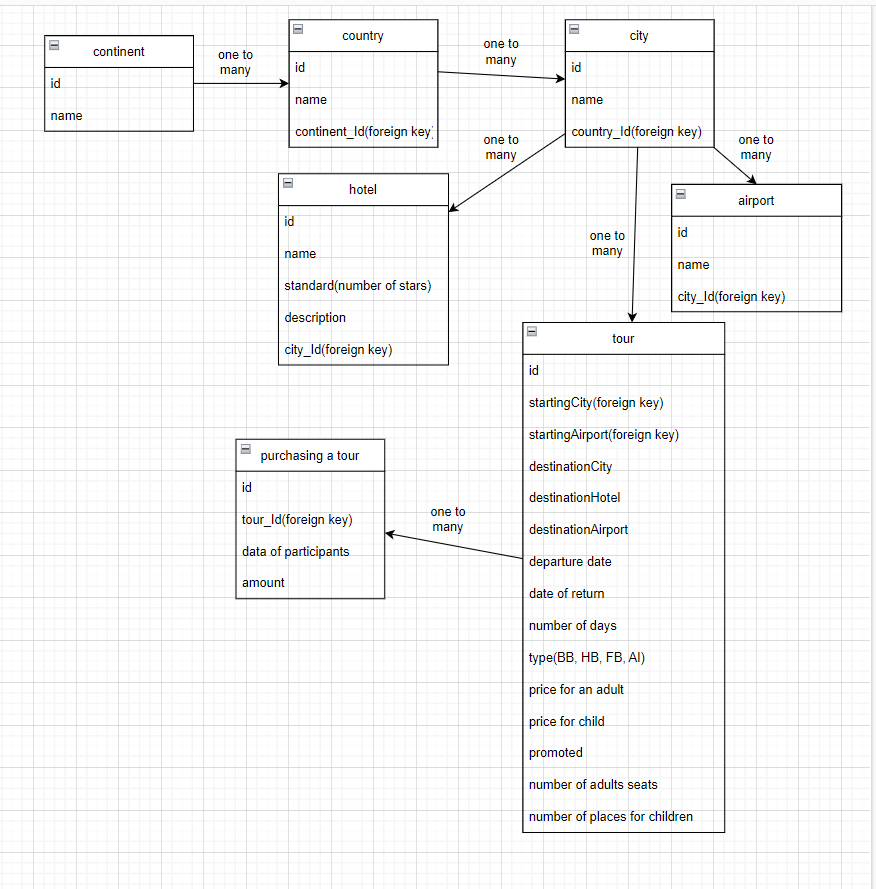 continent
id
name
one to
many
country
id
name
continent_Id(foreign key)
one to
many
city
id
name
country_Id(foreign key)
one to
many
one to
many
one to
many
hotel
id
name
standard(number of stars)
description
city_Id(foreign key)
airport
id
name
city_Id(foreign key)
tour
id
startingCity(foreign key)
startingAirport(foreign key)
destinationCity
destinationHotel
destinationAirport
departure date
date of return
number of days
type(BB, HB, FB, AI)
price for an adult
price for child
promoted
number of adults seats
number of places for children
one to
many
purchasing a tour
id
tour_Id(foreign key)
data of participants
amount